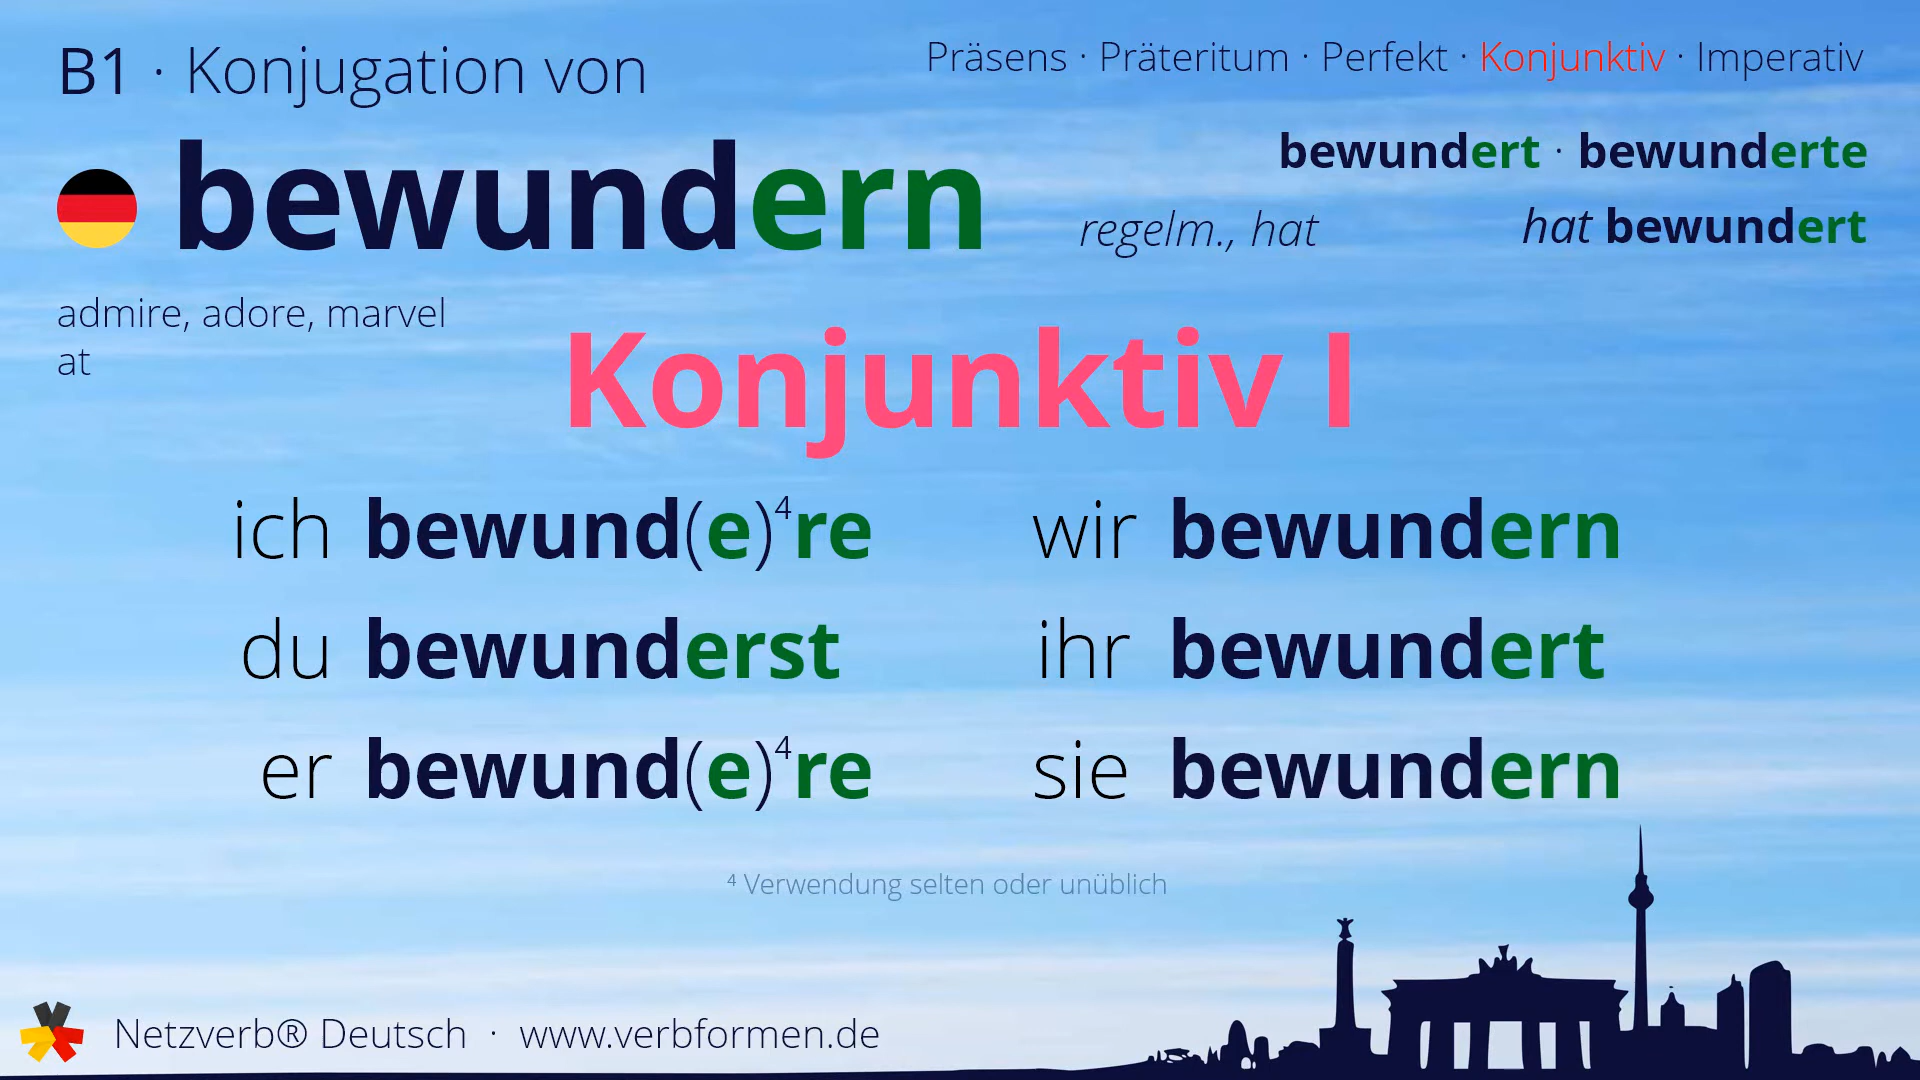 B1 · Konjugation von
Präsens · Präteritum · Perfekt · Konjunktiv · Imperativ
bewundern
regelm., hat
bewundert · bewunderte
hat bewundert
admire, adore, marvel
at
Konjunktiv I
ich bewund(e)⁴re
du bewunderst
er bewund(e)⁴re
wir bewundern
ihr bewundert
sie bewundern
⁴ Verwendung selten oder unüblich
Netzverb® Deutsch · www.verbformen.de